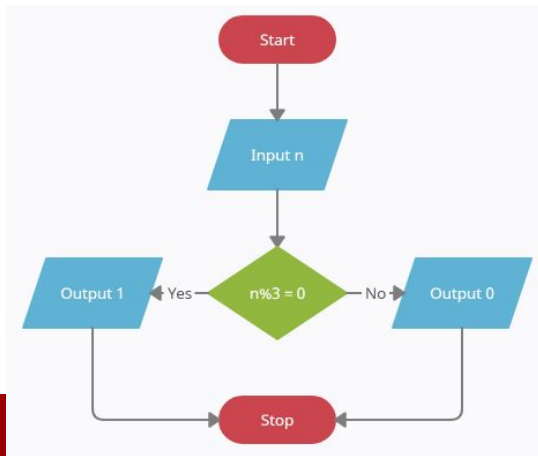 Start
Input n
Output 1
Yes
n%3 = 0
No
Output 0
Stop